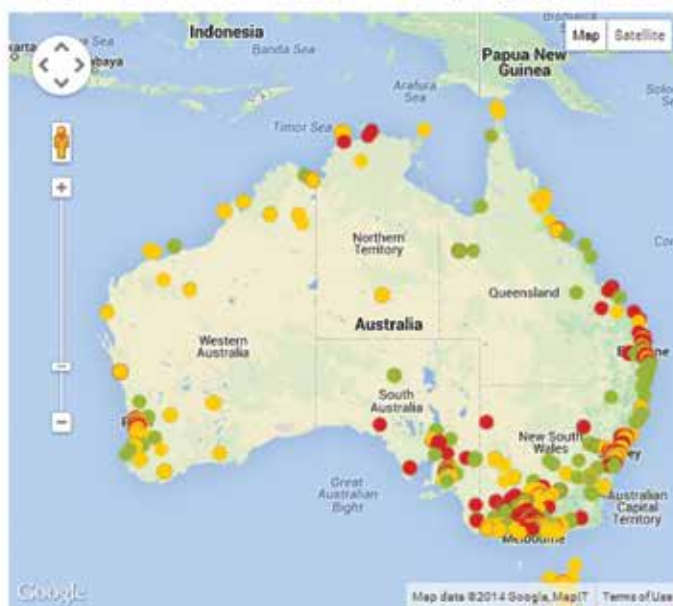 Indonesia
Banda Sea
Papua New
Guinea
Map
Satellite
Arafura
Sea
Timor Sea
Northern
Territory
Queensland
Australia
Western
Australia
South
Australia
New South
Wales
Great
Australian
Bight
Australian
Capital
Territory
Melbourne
Google
Map data ©2014 Google, MapIT
Terms of Use